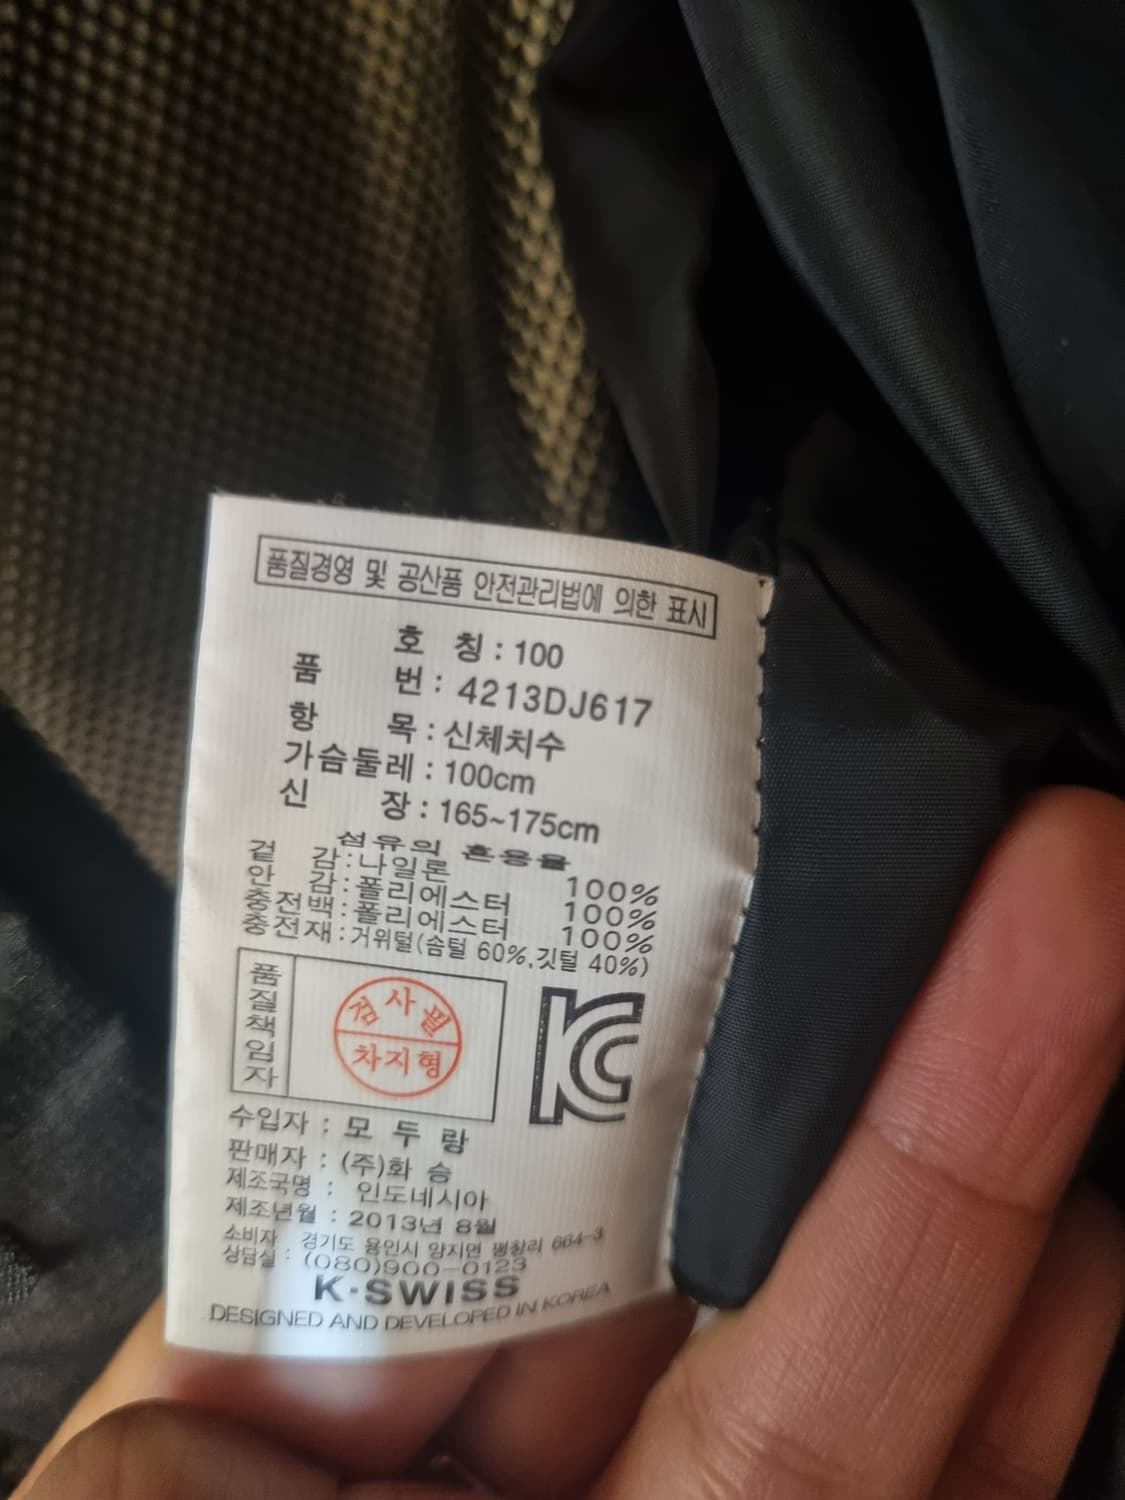 품질경영 및 공산품 안전관리법에 의한 표시
호 칭 : 100
품 번 : 4213DJ617
항 목 : 신체치수
가슴둘레 : 100cm
신 장 : 165~175cm
섬유의 혼용율
겉 감 : 나일론 100%
안 감 : 폴리에스터 100%
충전백 : 폴리에스터 100%
충전재 : 거위털(솜털 60%,깃털 40%)
품질책임자
검사필
차지형
KC
수입자 : 모두랑
판매자 : (주)화 승
제조국명 : 인도네시아
제조년월 : 2013년 8월
소비자 경기도 용인시 양지면 평창리 664-3
상담실 : (080)900-0123
K·SWISS
DESIGNED AND DEVELOPED IN KOREA